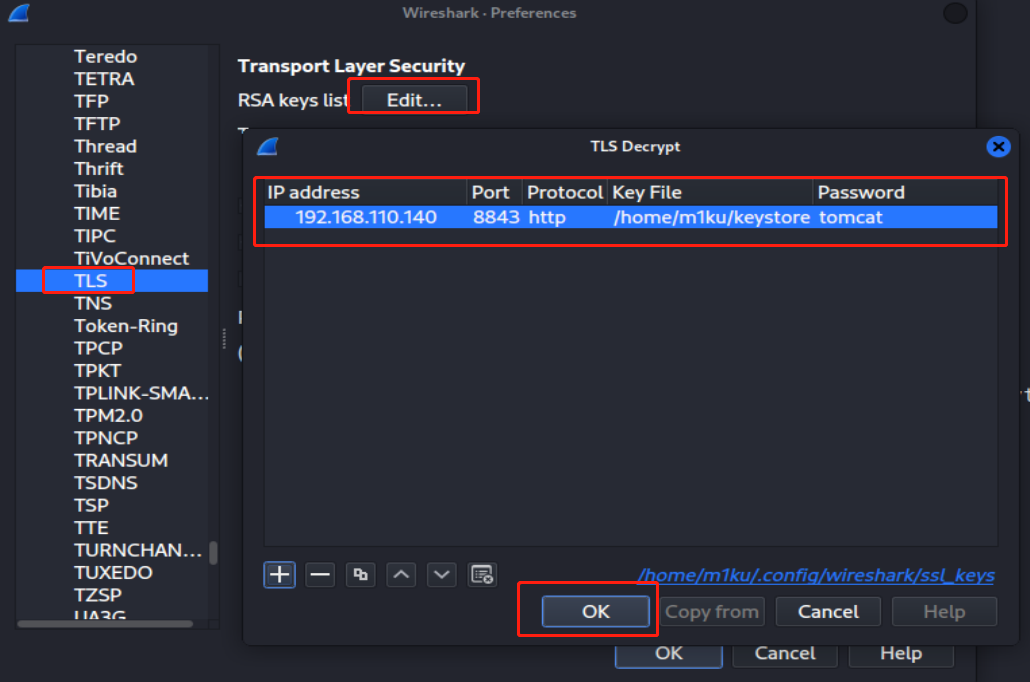 Wireshark · Preferences
Teredo
TETRA
TFP
TFTP
Thread
Thrift
Tibia
TIME
TIPC
TiVoConnect
TLS
TNS
Token-Ring
TPCP
TPKT
TPLINK-SMA...
TPM2.0
TPNCP
TRANSUM
TSDNS
TSP
TTE
TURNCHAN...
TUXEDO
TZSP
UA3G
Transport Layer Security
RSA keys list Edit...
TLS Decrypt
IP address Port Protocol Key File Password
192.168.110.140 8843 http /home/m1ku/keystore tomcat
/home/m1ku/.config/wireshark/ssl_keys
OK Copy from Cancel Help
OK Cancel Help